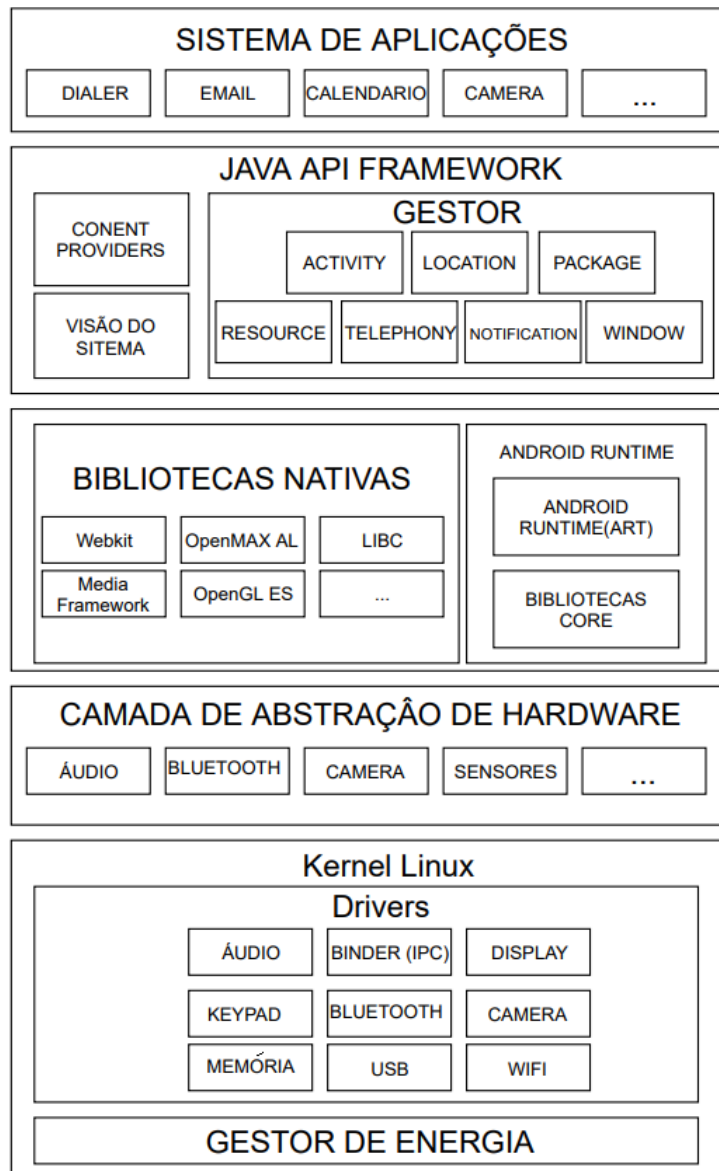 SISTEMA DE APLICAÇÕES
DIALER
EMAIL
CALENDARIO
CAMERA
...
JAVA API FRAMEWORK
CONENT
PROVIDERS
VISÃO DO
SITEMA
GESTOR
ACTIVITY
LOCATION
PACKAGE
RESOURCE
TELEPHONY
NOTIFICATION
WINDOW
BIBLIOTECAS NATIVAS
Webkit
OpenMAX AL
LIBC
Media
Framework
OpenGL ES
...
ANDROID RUNTIME
ANDROID
RUNTIME(ART)
BIBLIOTECAS
CORE
CAMADA DE ABSTRAÇÂO DE HARDWARE
ÁUDIO
BLUETOOTH
CAMERA
SENSORES
...
Kernel Linux
Drivers
ÁUDIO
BINDER (IPC)
DISPLAY
KEYPAD
BLUETOOTH
CAMERA
MEMÓRIA
USB
WIFI
GESTOR DE ENERGIA